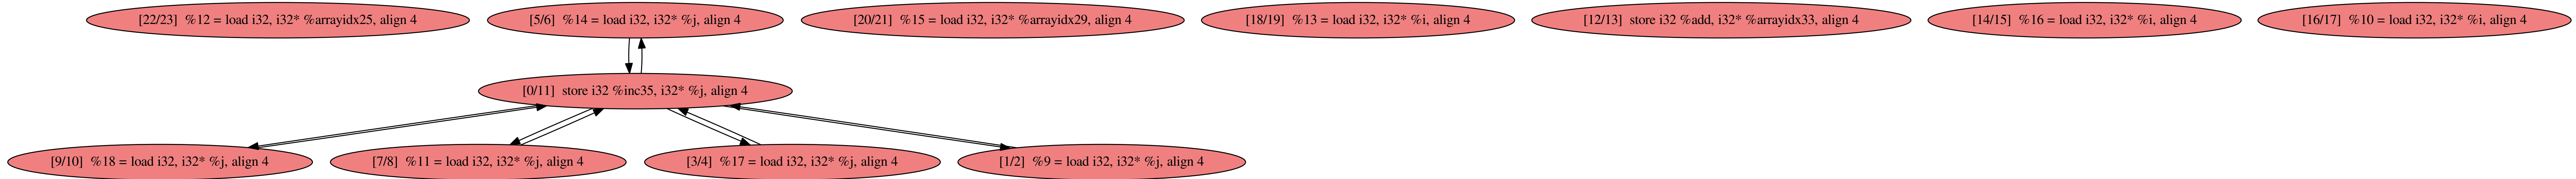 [22/23]  %12 = load i32, i32* %arrayidx25, align 4
[5/6]  %14 = load i32, i32* %j, align 4
[20/21]  %15 = load i32, i32* %arrayidx29, align 4
[18/19]  %13 = load i32, i32* %i, align 4
[12/13]  store i32 %add, i32* %arrayidx33, align 4
[14/15]  %16 = load i32, i32* %i, align 4
[16/17]  %10 = load i32, i32* %i, align 4
[0/11]  store i32 %inc35, i32* %j, align 4
[9/10]  %18 = load i32, i32* %j, align 4
[7/8]  %11 = load i32, i32* %j, align 4
[3/4]  %17 = load i32, i32* %j, align 4
[1/2]  %9 = load i32, i32* %j, align 4